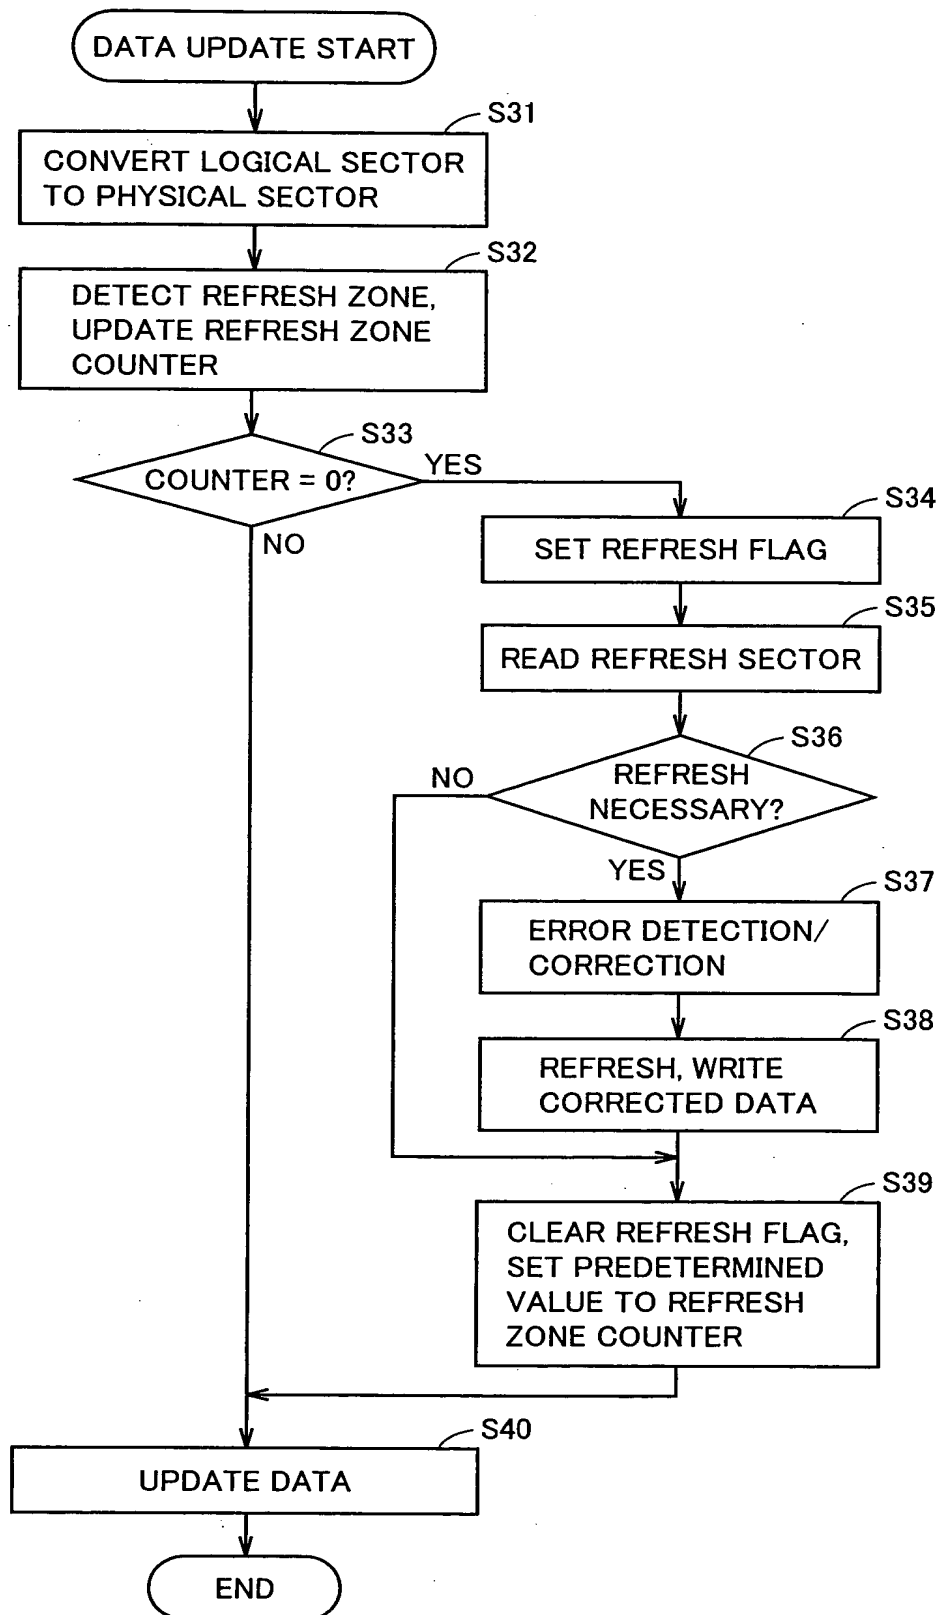 DATA UPDATE START
S31
CONVERT LOGICAL SECTOR
TO PHYSICAL SECTOR
S32
DETECT REFRESH ZONE,
UPDATE REFRESH ZONE
COUNTER
S33
COUNTER = 0?
YES
NO
S34
SET REFRESH FLAG
S35
READ REFRESH SECTOR
S36
REFRESH
NECESSARY?
NO
YES
S37
ERROR DETECTION/
CORRECTION
S38
REFRESH, WRITE
CORRECTED DATA
S39
CLEAR REFRESH FLAG,
SET PREDETERMINED
VALUE TO REFRESH
ZONE COUNTER
S40
UPDATE DATA
END